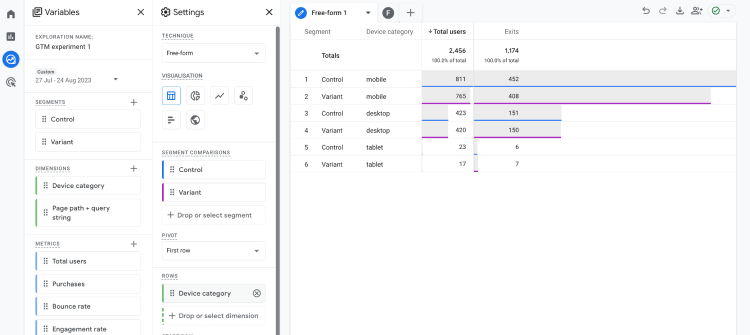 Variables
EXPLORATION NAME:
GTM experiment 1
Custom
27 Jul - 24 Aug 2023
SEGMENTS
Control
Variant
DIMENSIONS
Device category
Page path + query
string
METRICS
Total users
Purchases
Bounce rate
Engagement rate
Settings
TECHNIQUE
Free-form
VISUALISATION
SEGMENT COMPARISONS
Control
Variant
Drop or select segment
PIVOT
First row
ROWS
Device category
Drop or select dimension
Free-form 1
F
Segment Device category Total users Exits
Totals 2,456 1,174
100.0% of total 100.0% of total
1 Control mobile 811 452
2 Variant mobile 765 408
3 Control desktop 423 151
4 Variant desktop 420 150
5 Control tablet 23 6
6 Variant tablet 17 7